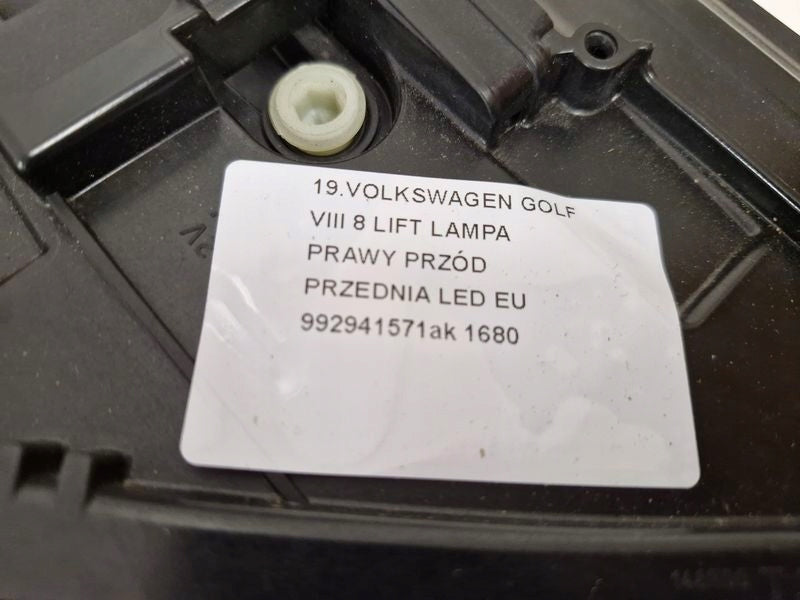 19.VOLKSWAGEN GOLF
VIII 8 LIFT LAMPA
PRAWY PRZÓD
PRZEDNIA LED EU
992941571ak 1680